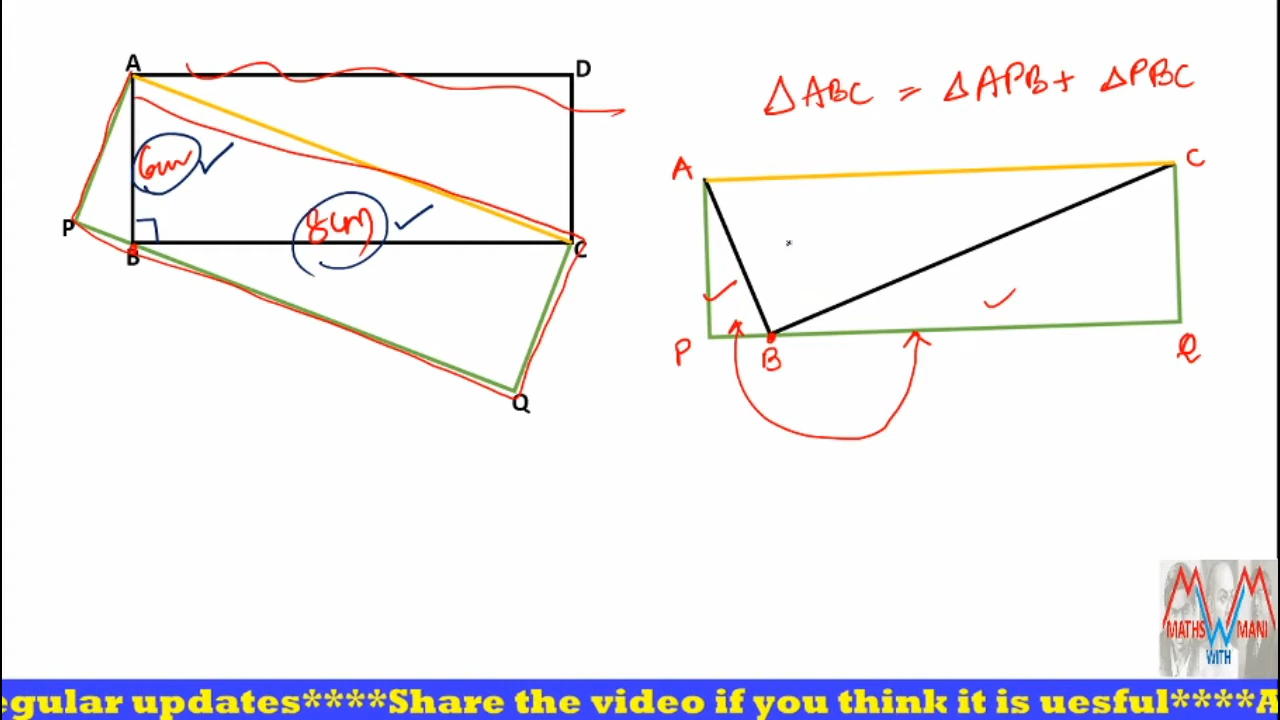 A
D
△ABC = △APB + △PBC
6cm
8cm
P
B
C
Q
A
C
P
B
Q
MATHS
WITH
MANI
egular updates****Share the video if you think it is uesful****A